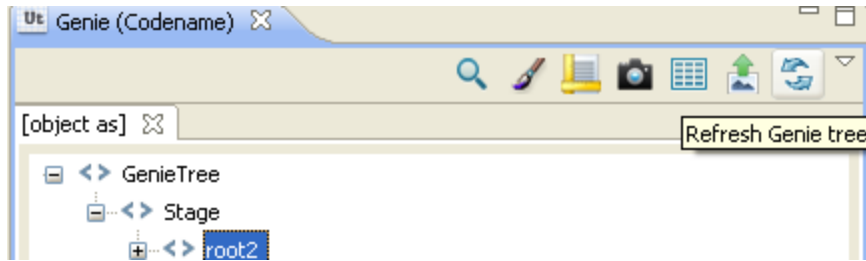 Ut Genie (Codename)
[object as]
Refresh Genie tree
GenieTree
Stage
root2